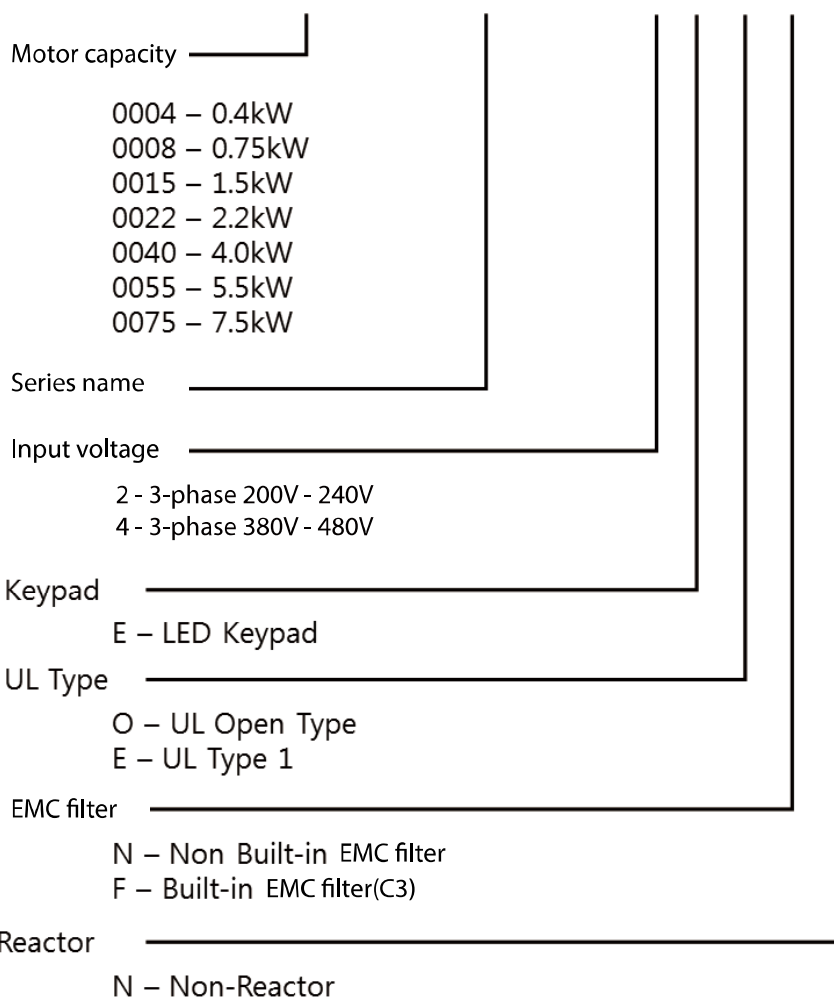 Motor capacity
0004 – 0.4kW
0008 – 0.75kW
0015 – 1.5kW
0022 – 2.2kW
0040 – 4.0kW
0055 – 5.5kW
0075 – 7.5kW
Series name
Input voltage
2 - 3-phase 200V - 240V
4 - 3-phase 380V - 480V
Keypad
E – LED Keypad
UL Type
O – UL Open Type
E – UL Type 1
EMC filter
N – Non Built-in EMC filter
F – Built-in EMC filter(C3)
Reactor
N – Non-Reactor